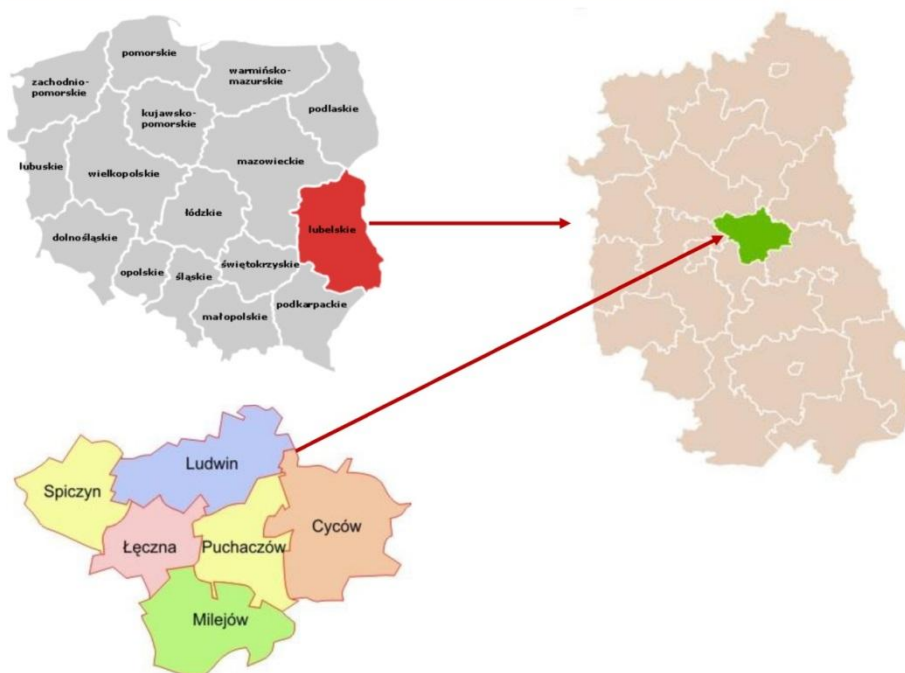 pomorskie
zachodnio-
pomorskie
warmińsko-
mazurskie
podlaskie
kujawsko-
pomorskie
lubuskie
wielkopolskie
mazowieckie
łódzkie
lubelskie
dolnośląskie
opolskie
śląskie
świętokrzyskie
małopolskie
podkarpackie
Ludwin
Spiczyn
Łęczna
Puchaczów
Cyców
Milejów